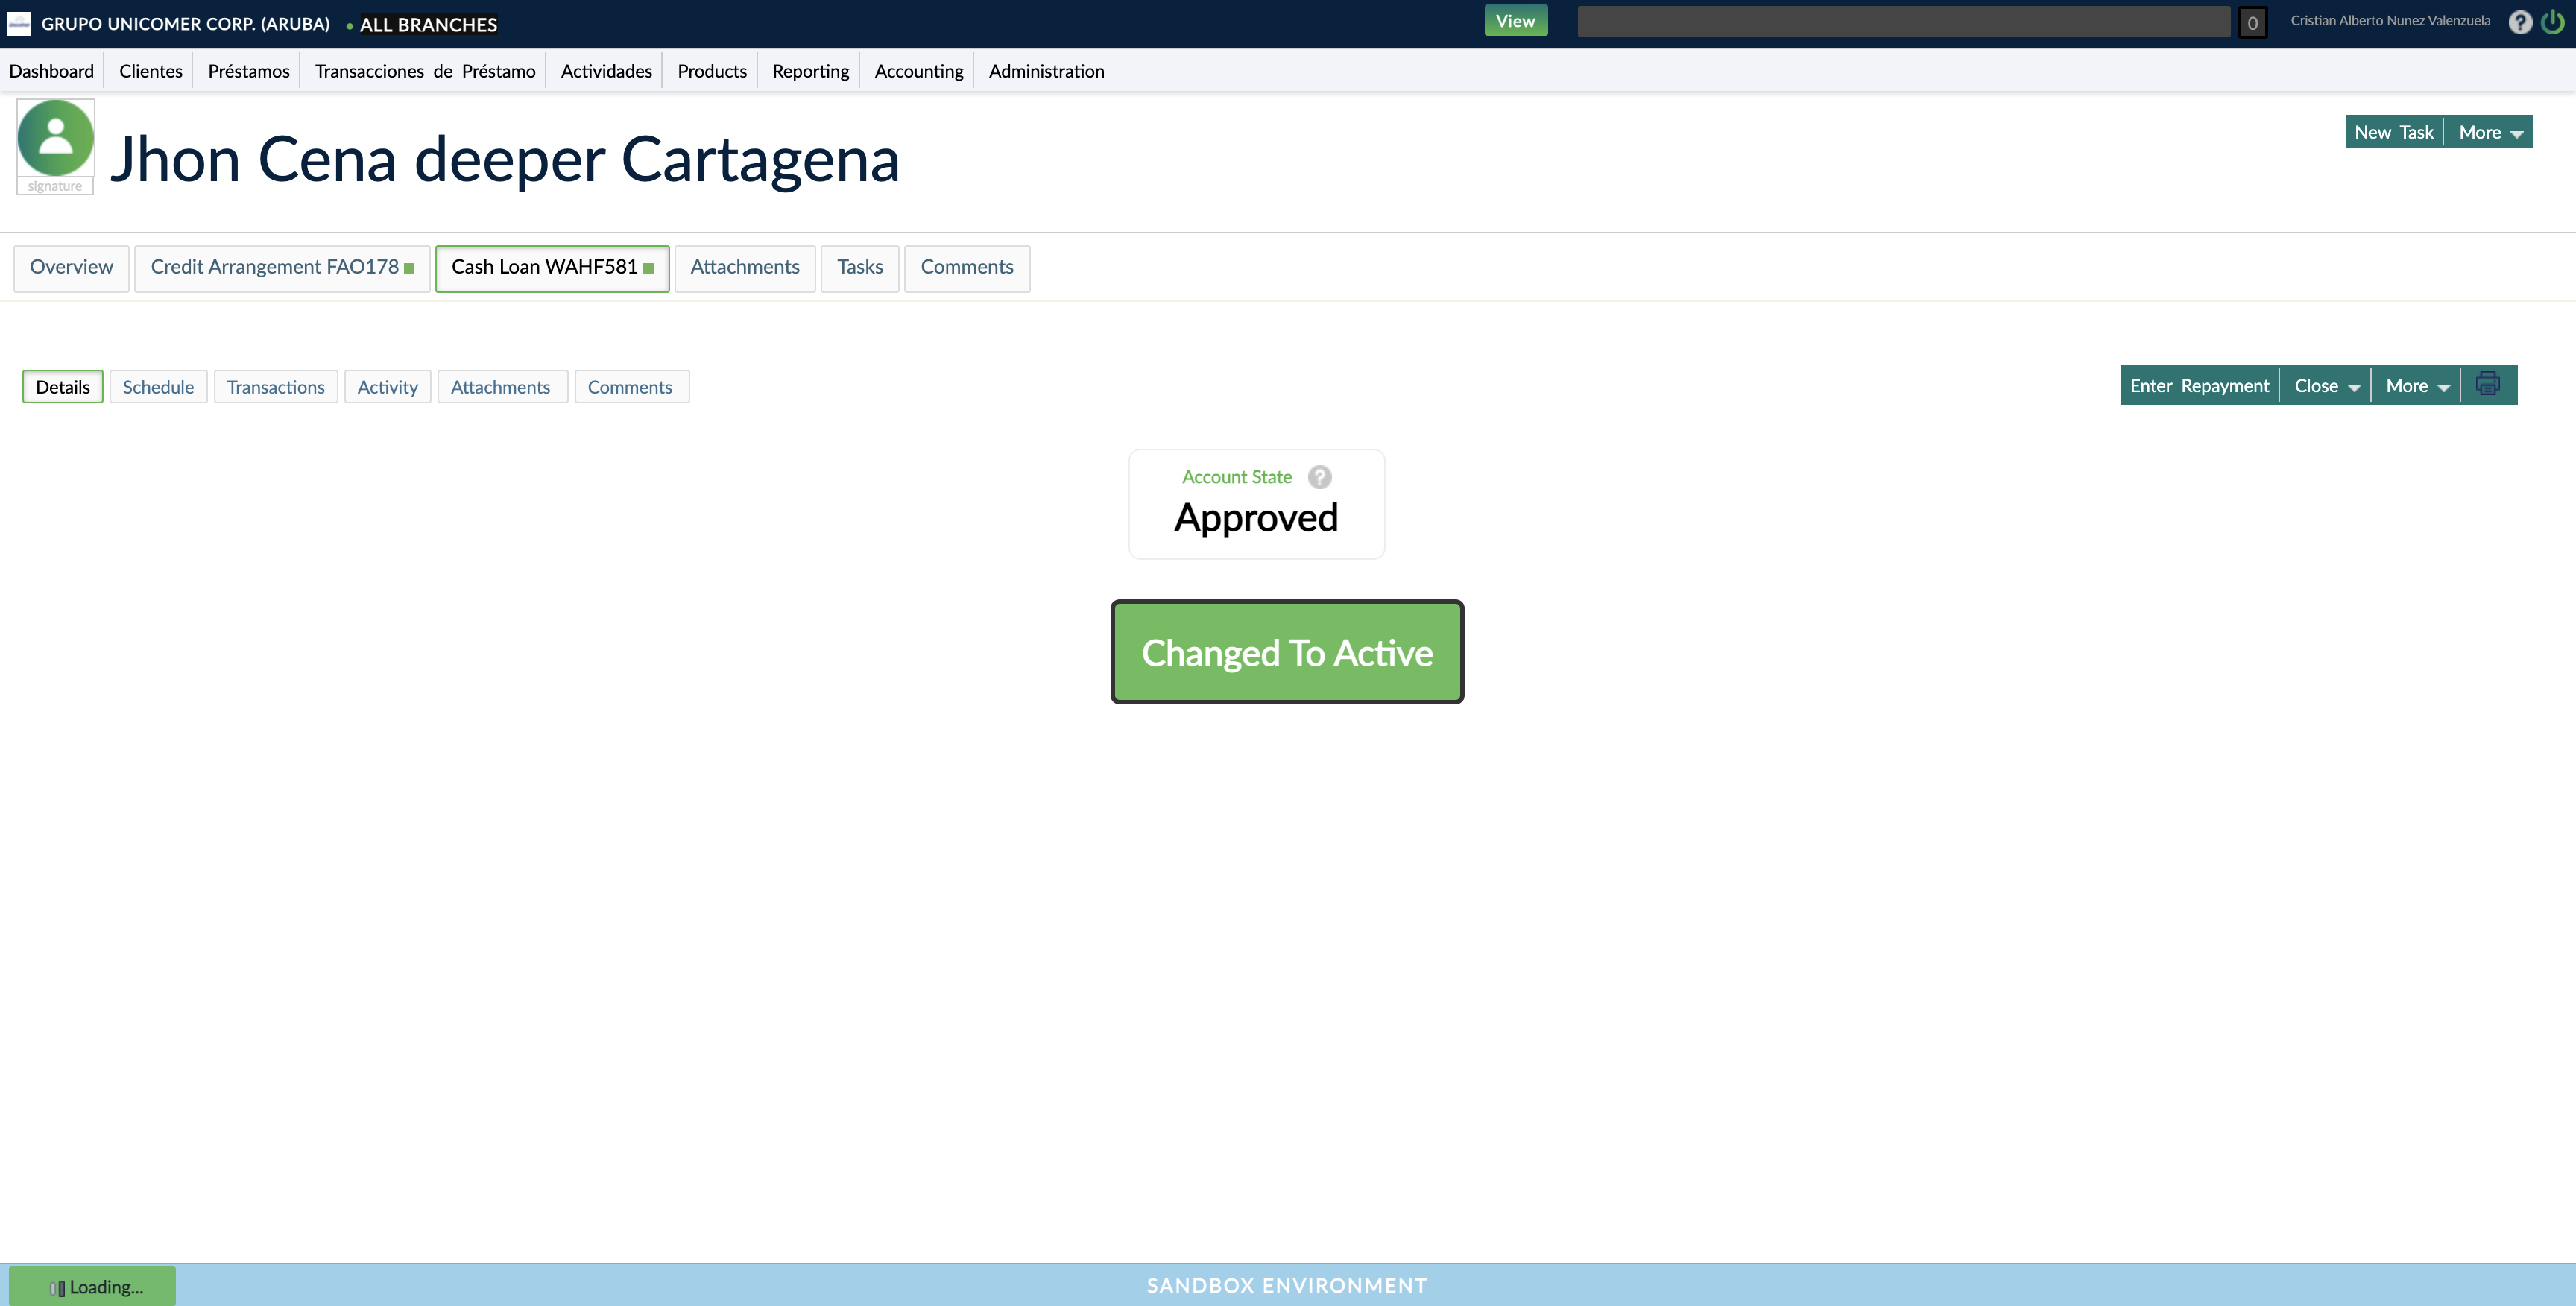 GRUPO UNICOMER CORP. (ARUBA) • ALL BRANCHES View 0 Cristian Alberto Nunez Valenzuela ?
Dashboard Clientes Préstamos Transacciones de Préstamo Actividades Products Reporting Accounting Administration
signature
Jhon Cena deeper Cartagena
New Task More
Overview Credit Arrangement FAO178 Cash Loan WAHF581 Attachments Tasks Comments
Details Schedule Transactions Activity Attachments Comments
Enter Repayment Close More
Account State ?
Approved
Changed To Active
Loading...
SANDBOX ENVIRONMENT